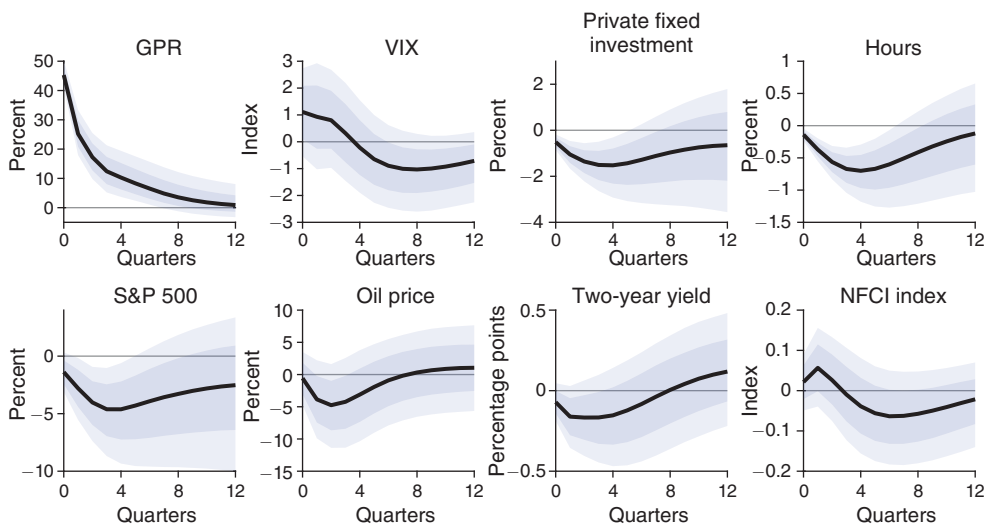 GPR
Percent
50
40
30
20
10
0
0 4 8 12
Quarters
VIX
Index
3
2
1
0
−1
−2
−3
0 4 8 12
Quarters
Private fixed
investment
Percent
2
0
−2
−4
0 4 8 12
Quarters
Hours
Percent
1
0.5
0
−0.5
−1
−1.5
0 4 8 12
Quarters
S&P 500
Percent
0
−5
−10
0 4 8 12
Quarters
Oil price
Percent
10
5
0
−5
−10
−15
0 4 8 12
Quarters
Two-year yield
Percentage points
0.5
0
−0.5
0 4 8 12
Quarters
NFCI index
Index
0.2
0.1
0
−0.1
−0.2
0 4 8 12
Quarters